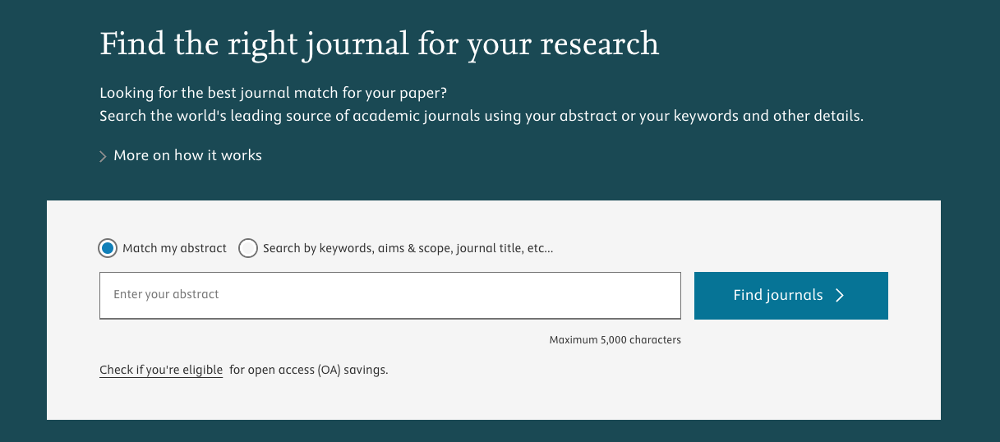 Find the right journal for your research
Looking for the best journal match for your paper?
Search the world's leading source of academic journals using your abstract or your keywords and other details.
More on how it works
Match my abstract
Search by keywords, aims & scope, journal title, etc...
Enter your abstract
Find journals
Maximum 5,000 characters
Check if you're eligible for open access (OA) savings.